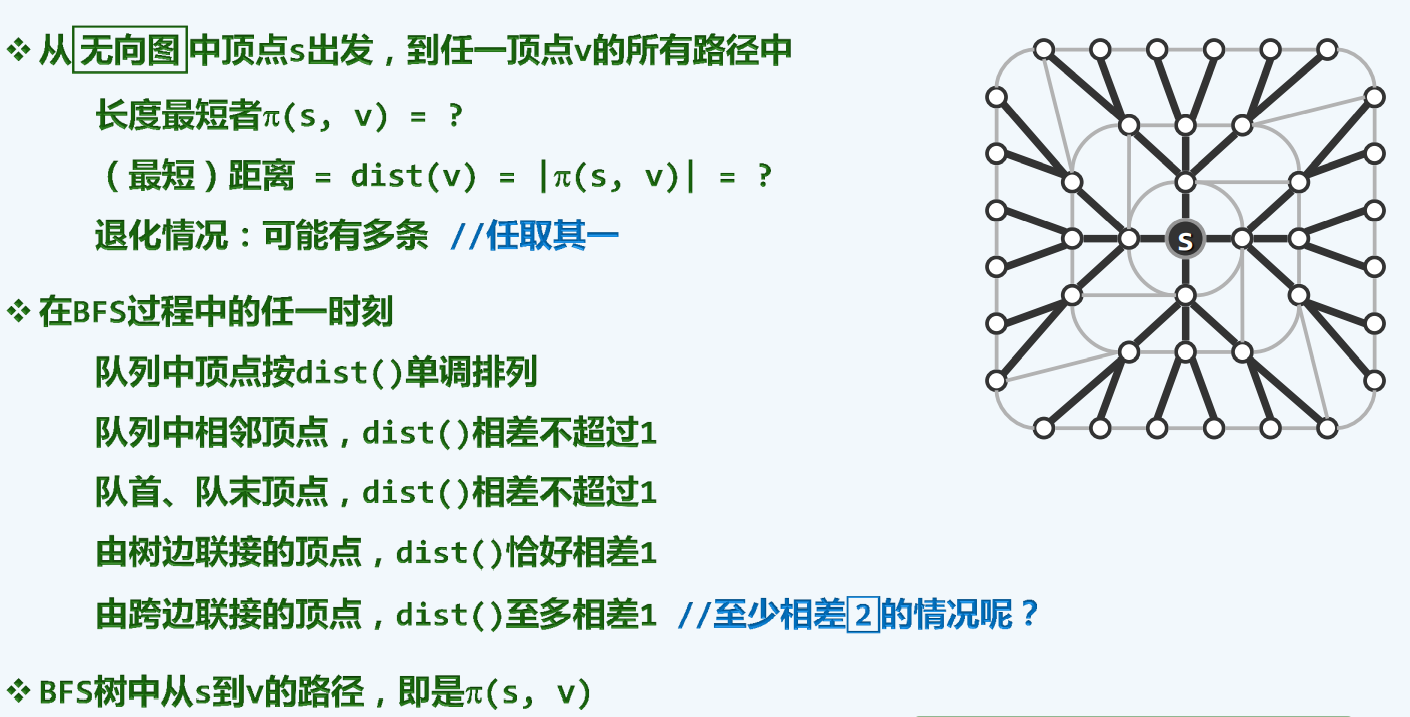 ❖ 从无向图中顶点s出发，到任一顶点v的所有路径中
长度最短者π(s, v) = ?
（最短）距离 = dist(v) = |π(s, v)| = ?
退化情况：可能有多条 //任取其一
❖ 在BFS过程中的任一时刻
队列中顶点按dist()单调排列
队列中相邻顶点，dist()相差不超过1
队首、队末顶点，dist()相差不超过1
由树边联接的顶点，dist()恰好相差1
由跨边联接的顶点，dist()至多相差1 //至少相差2的情况呢？
❖ BFS树中从s到v的路径，即是π(s, v)
S